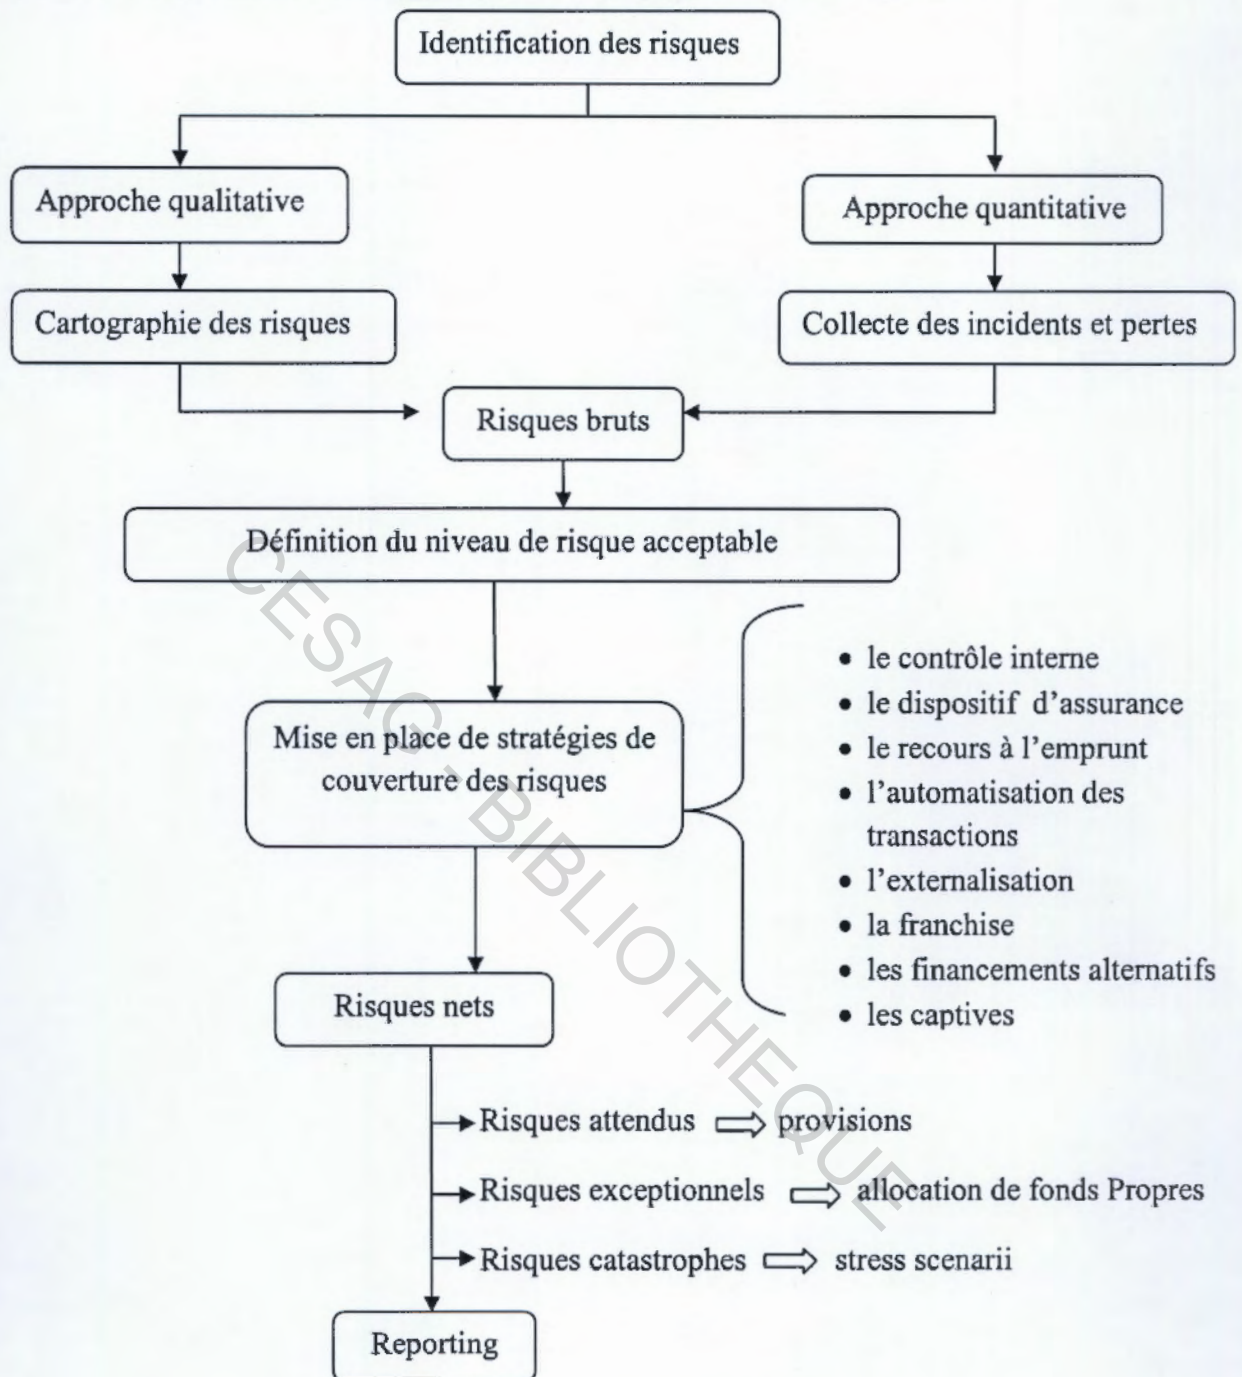 Identification des risques
Approche qualitative
Approche quantitative
Cartographie des risques
Collecte des incidents et pertes
Risques bruts
Définition du niveau de risque acceptable
Mise en place de stratégies de
couverture des risques
• le contrôle interne
• le dispositif d'assurance
• le recours à l'emprunt
• l'automatisation des
transactions
• l'externalisation
• la franchise
• les financements alternatifs
• les captives
Risques nets
Risques attendus ⇨ provisions
Risques exceptionnels ⇨ allocation de fonds Propres
Risques catastrophes ⇨ stress scenarii
Reporting
CESAG - BIBLIOTHEQUE